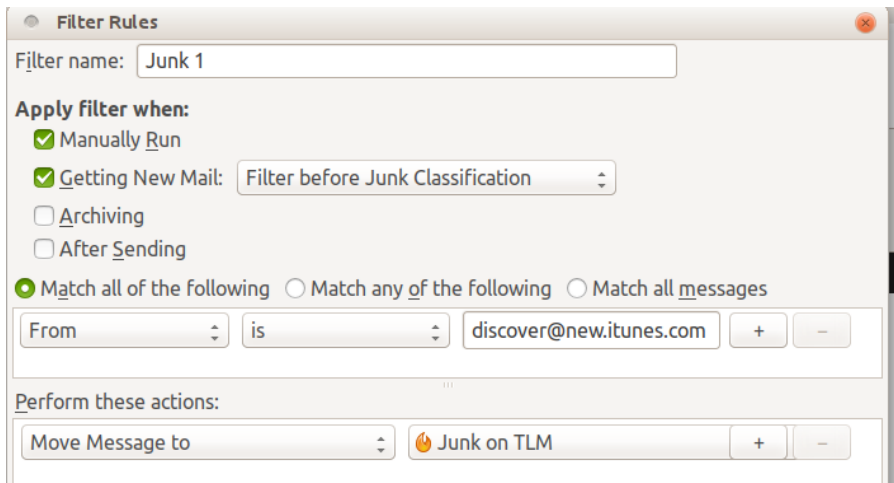 Filter Rules
Filter name: Junk 1
Apply filter when:
Manually Run
Getting New Mail: Filter before Junk Classification
Archiving
After Sending
Match all of the following Match any of the following Match all messages
From is discover@new.itunes.com + −
Perform these actions:
Move Message to Junk on TLM + −